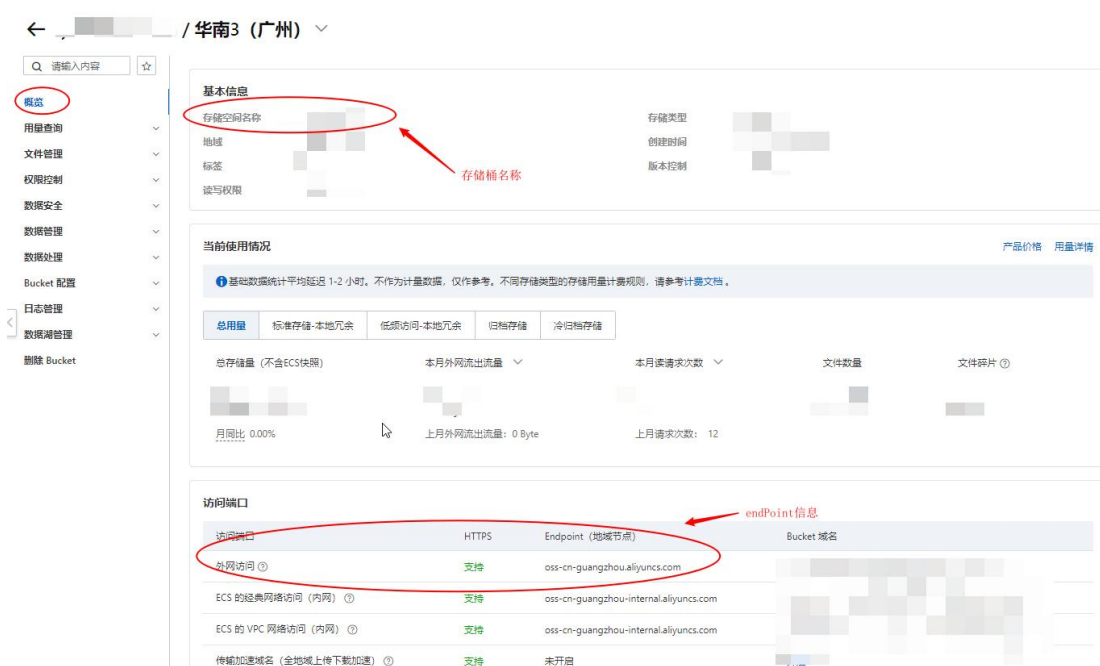 / 华南3（广州）
请输入内容
概览
用量查询
文件管理
权限控制
数据安全
数据管理
数据处理
Bucket 配置
日志管理
数据湖管理
删除 Bucket
基本信息
存储空间名称
存储类型
地域
创建时间
标签
版本控制
读写权限
存储桶名称
当前使用情况
产品价格 用量详情
基础数据统计平均延迟 1-2 小时。不作为计量数据，仅作参考。不同存储类型的存储用量计费规则，请参考计费文档 。
总用量 标准存储-本地冗余 低频访问-本地冗余 归档存储 冷归档存储
总存储量（不含ECS快照） 本月外网流出流量 本月读请求次数 文件数量 文件碎片
月同比 0.00% 上月外网流出流量：0 Byte 上月请求次数： 12
访问端口
endPoint信息
访问端口 HTTPS Endpoint（地域节点） Bucket 域名
外网访问 支持 oss-cn-guangzhou.aliyuncs.com
ECS 的经典网络访问（内网） 支持 oss-cn-guangzhou-internal.aliyuncs.com
ECS 的 VPC 网络访问（内网） 支持 oss-cn-guangzhou-internal.aliyuncs.com
传输加速域名（全地域上传下载加速） 支持 未开启